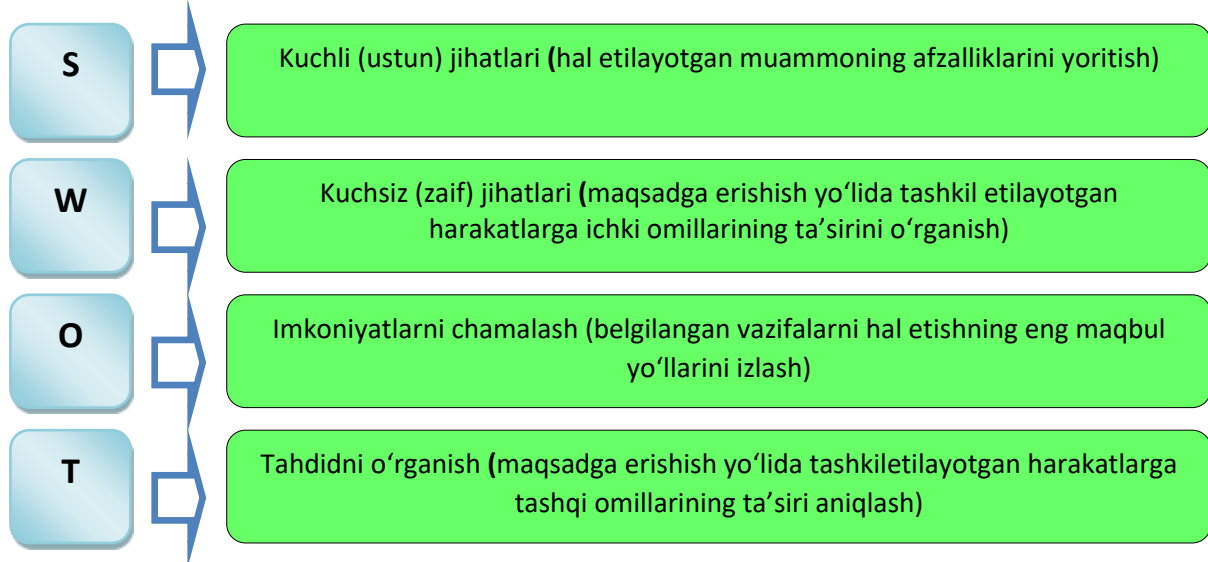 S
Kuchli (ustun) jihatlari (hal etilayotgan muammoning afzalliklarini yoritish)
W
Kuchsiz (zaif) jihatlari (maqsadga erishish yo‘lida tashkil etilayotgan
harakatlarga ichki omillarining ta’sirini o‘rganish)
O
Imkoniyatlarni chamalash (belgilangan vazifalarni hal etishning eng maqbul
yo‘llarini izlash)
T
Tahdidni o‘rganish (maqsadga erishish yo‘lida tashkiletilayotgan harakatlarga
tashqi omillarining ta’siri aniqlash)